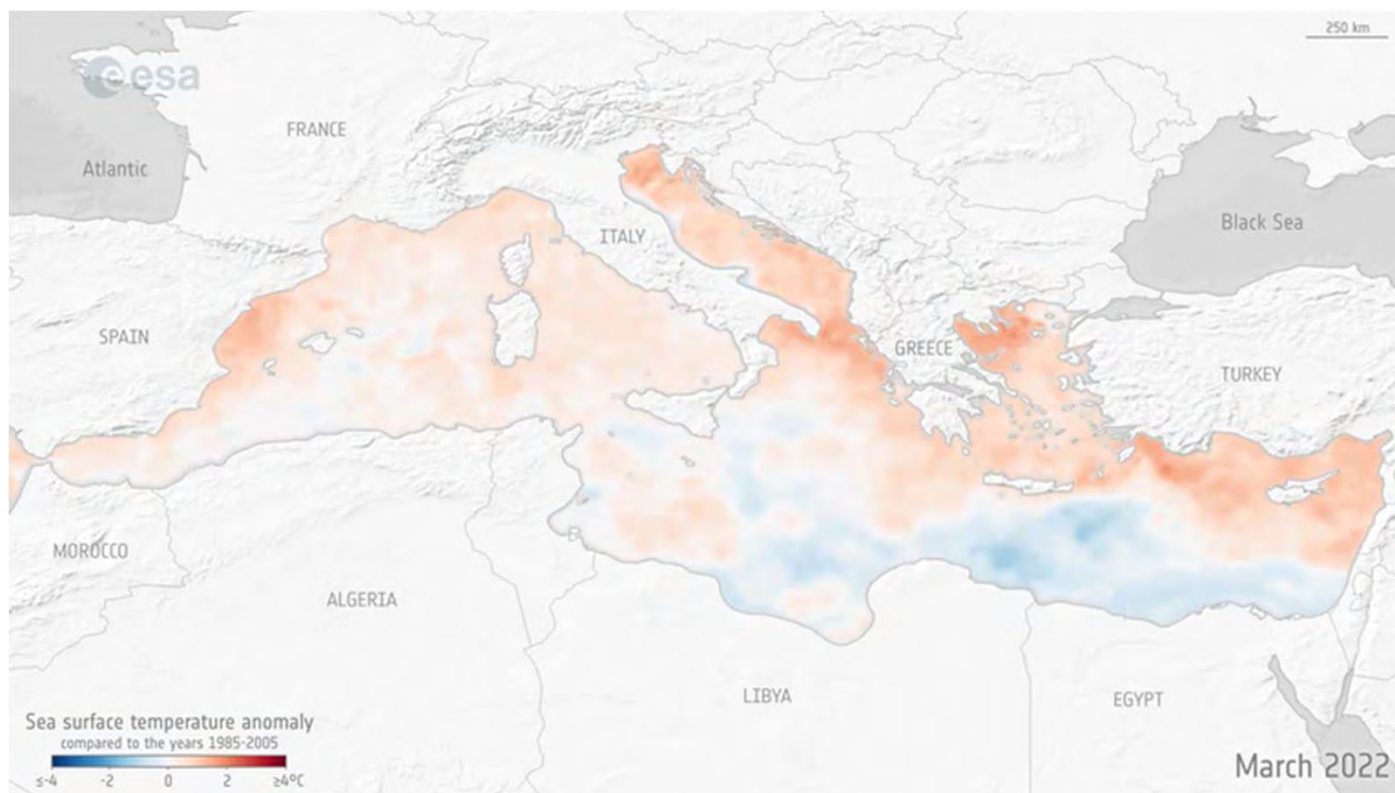 250 km
esa
FRANCE
Atlantic
Black Sea
ITALY
SPAIN
GREECE
TURKEY
MOROCCO
ALGERIA
LIBYA
EGYPT
Sea surface temperature anomaly
compared to the years 1985-2005
≤-4 -2 0 2 ≥4°C
March 2022